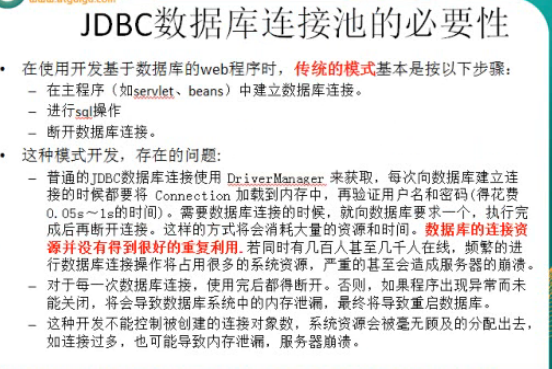 JDBC数据库连接池的必要性
• 在使用开发基于数据库的web程序时，传统的模式基本是按以下步骤：
– 在主程序（如servlet、beans）中建立数据库连接。
– 进行sql操作
– 断开数据库连接。
• 这种模式开发，存在的问题:
– 普通的JDBC数据库连接使用 DriverManager 来获取，每次向数据库建立连
接的时候都要将 Connection 加载到内存中，再验证用户名和密码(得花费
0.05s～1s的时间)。需要数据库连接的时候，就向数据库要求一个，执行完
成后再断开连接。这样的方式将会消耗大量的资源和时间。数据库的连接资
源并没有得到很好的重复利用.若同时有几百人甚至几千人在线，频繁的进
行数据库连接操作将占用很多的系统资源，严重的甚至会造成服务器的崩溃。
– 对于每一次数据库连接，使用完后都得断开。否则，如果程序出现异常而未
能关闭，将会导致数据库系统中的内存泄漏，最终将导致重启数据库。
– 这种开发不能控制被创建的连接对象数，系统资源会被毫无顾及的分配出去，
如连接过多，也可能导致内存泄漏，服务器崩溃。